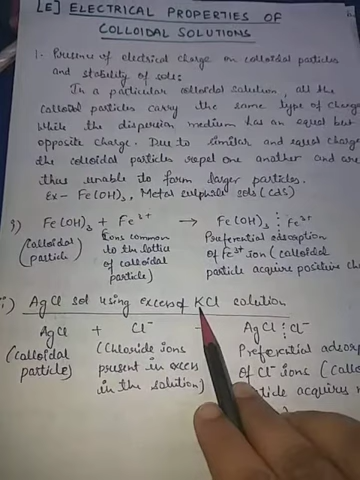 [E] ELECTRICAL PROPERTIES OF
COLLOIDAL SOLUTIONS
1. Presence of electrical charge on colloidal particles
and stability of sols:
In a particular colloidal solution, all the
colloidal particles carry the same type of charge
while the dispersion medium has an equal but
opposite charge. Due to similar and equal charge
the colloidal particles repel one another and are
thus unable to form larger particles.
Ex- Fe(OH)3, Metal sulphide sols (CdS)
i) Fe(OH)3 + Fe3+ → Fe(OH)3 ⋮ Fe3+
(colloidal particle) (Ions common to the lattice of colloidal particle) Preferential adsorption of Fe3+ ion (colloidal particle acquire positive
ii) AgCl sol using excess of KCl solution
AgCl + Cl- AgCl ⋮ Cl-
(colloidal particle) (Chloride ions present in excess in the solution) Preferential of Cl- ions particle acquires